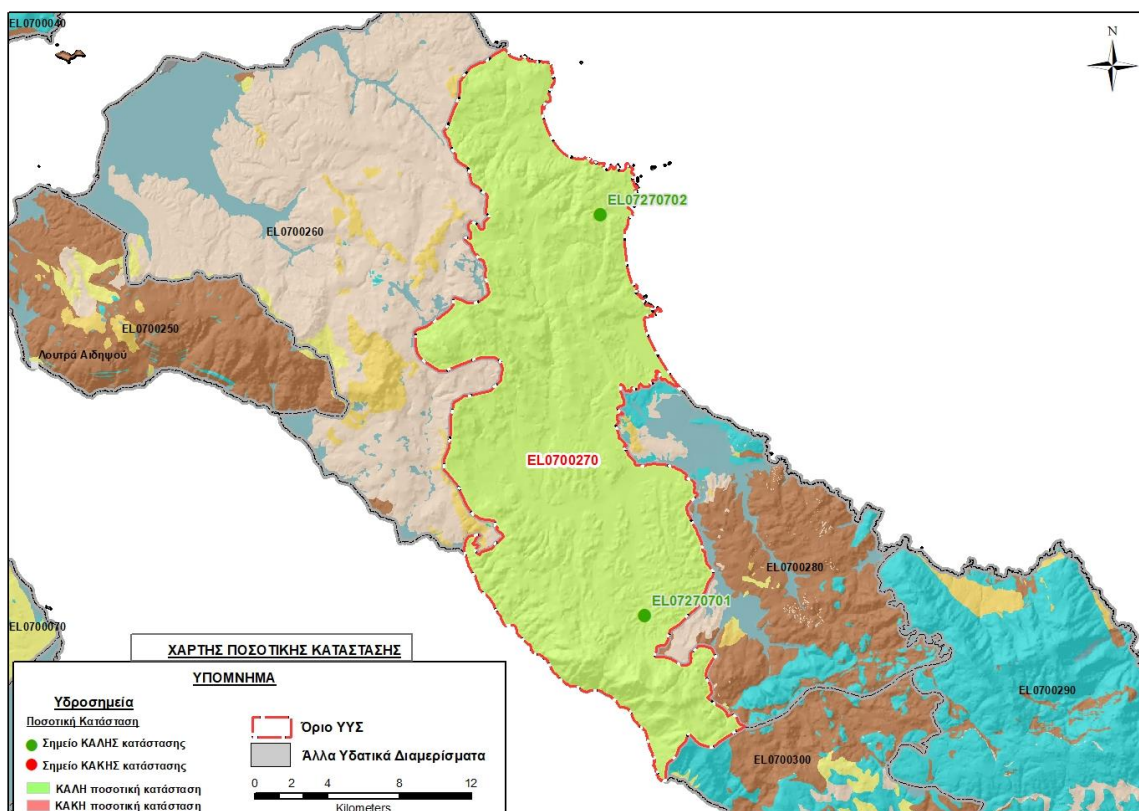 EL0700040
N
EL07270702
EL0700260
EL0700250
Λουτρά Αιδηψού
EL0700270
EL0700280
EL07270701
EL0700070
EL0700290
EL0700300
ΧΑΡΤΗΣ ΠΟΣΟΤΙΚΗΣ ΚΑΤΑΣΤΑΣΗΣ
ΥΠΟΜΝΗΜΑ
Υδροσημεία
Ποσοτική Κατάσταση
Σημείο ΚΑΛΗΣ κατάστασης
Σημείο ΚΑΚΗΣ κατάστασης
ΚΑΛΗ ποσοτική κατάσταση
ΚΑΚΗ ποσοτική κατάσταση
Όριο ΥΥΣ
Άλλα Υδατικά Διαμερίσματα
0 2 4 8 12
Kilometers